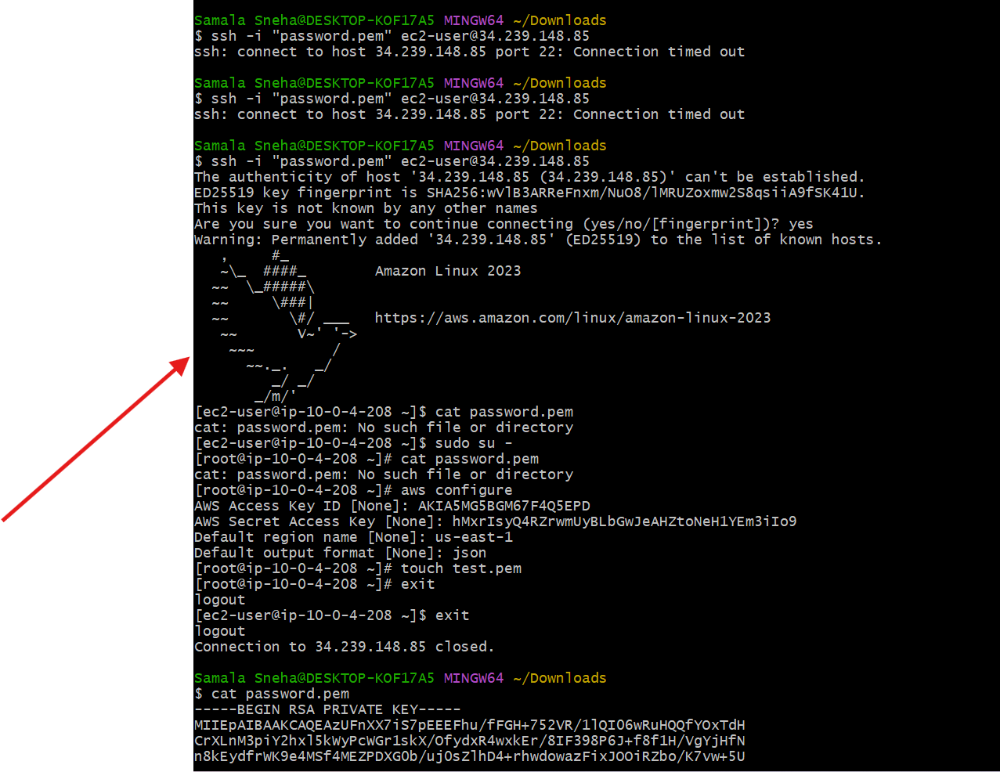 Samala Sneha@DESKTOP-KOF17A5 MINGW64 ~/Downloads
$ ssh -i "password.pem" ec2-user@34.239.148.85
ssh: connect to host 34.239.148.85 port 22: Connection timed out
Samala Sneha@DESKTOP-KOF17A5 MINGW64 ~/Downloads
$ ssh -i "password.pem" ec2-user@34.239.148.85
ssh: connect to host 34.239.148.85 port 22: Connection timed out
Samala Sneha@DESKTOP-KOF17A5 MINGW64 ~/Downloads
$ ssh -i "password.pem" ec2-user@34.239.148.85
The authenticity of host '34.239.148.85 (34.239.148.85)' can't be established.
ED25519 key fingerprint is SHA256:wVlB3ARReFnxm/NuO8/lMRUZoxmw2S8qsiiA9fSK41U.
This key is not known by any other names
Are you sure you want to continue connecting (yes/no/[fingerprint])? yes
Warning: Permanently added '34.239.148.85' (ED25519) to the list of known hosts.
   ,     #_
   ~\_  ####_        Amazon Linux 2023
  ~~  \_#####\
  ~~     \###|
  ~~       \#/ ___   https://aws.amazon.com/linux/amazon-linux-2023
   ~~       V~' '->
    ~~~         /
      ~~._.   _/
         _/ _/
       _/m/'
[ec2-user@ip-10-0-4-208 ~]$ cat password.pem
cat: password.pem: No such file or directory
[ec2-user@ip-10-0-4-208 ~]$ sudo su -
[root@ip-10-0-4-208 ~]# cat password.pem
cat: password.pem: No such file or directory
[root@ip-10-0-4-208 ~]# aws configure
AWS Access Key ID [None]: AKIA5MG5BGM67F4Q5EPD
AWS Secret Access Key [None]: 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
Default region name [None]: us-east-1
Default output format [None]: json
[root@ip-10-0-4-208 ~]# touch test.pem
[root@ip-10-0-4-208 ~]# exit
logout
[ec2-user@ip-10-0-4-208 ~]$ exit
logout
Connection to 34.239.148.85 closed.
Samala Sneha@DESKTOP-KOF17A5 MINGW64 ~/Downloads
$ cat password.pem
-----BEGIN RSA PRIVATE KEY-----
MIIEpAIBAAKCAQEAzUFnXX7iS7pEEEFhu/fFGH+752VR/1lQI06wRuHQQfYOxTdH
CrXLnM3piY2hxl5kWyPcWGr1skX/OfydxR4wxkEr/8IF398P6J+f8f1H/VgYjHfN
n8kEydfrWK9e4MSf4MEZPDXG0b/uj0sZlhD4+rhwdowazFixJOOiRZbo/K7vw+5U